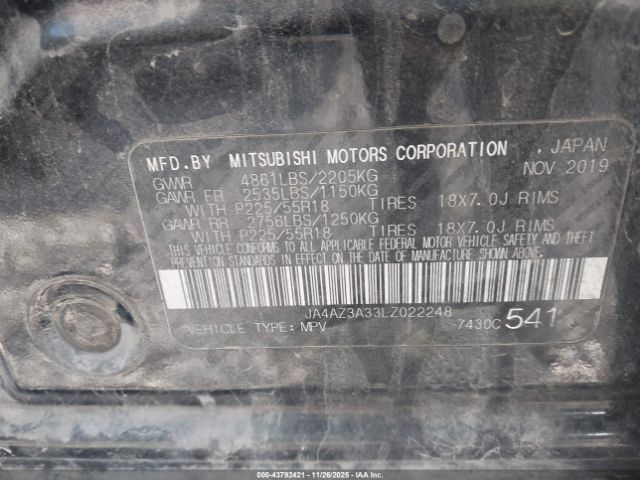 MFD.BY MITSUBISHI MOTORS CORPORATION , JAPAN
GVWR 4861LBS/2205KG NOV 2019
GAWR FR 2535LBS/1150KG
WITH P225/55R18 TIRES 18X7.0J RIMS
GAWR RR 2756LBS/1250KG
WITH P225/55R18 TIRES 18X7.0J RIMS
THIS VEHICLE CONFORMS TO ALL APPLICABLE FEDERAL MOTOR VEHICLE SAFETY AND THEFT
PREVENTION STANDARDS IN EFFECT ON THE DATE OF MANUFACTURE SHOWN ABOVE.
JA4AZ3A33LZ022248
VEHICLE TYPE: MPV 7430C 541
000-43792421 - 11/26/2025 - IAAI.COM